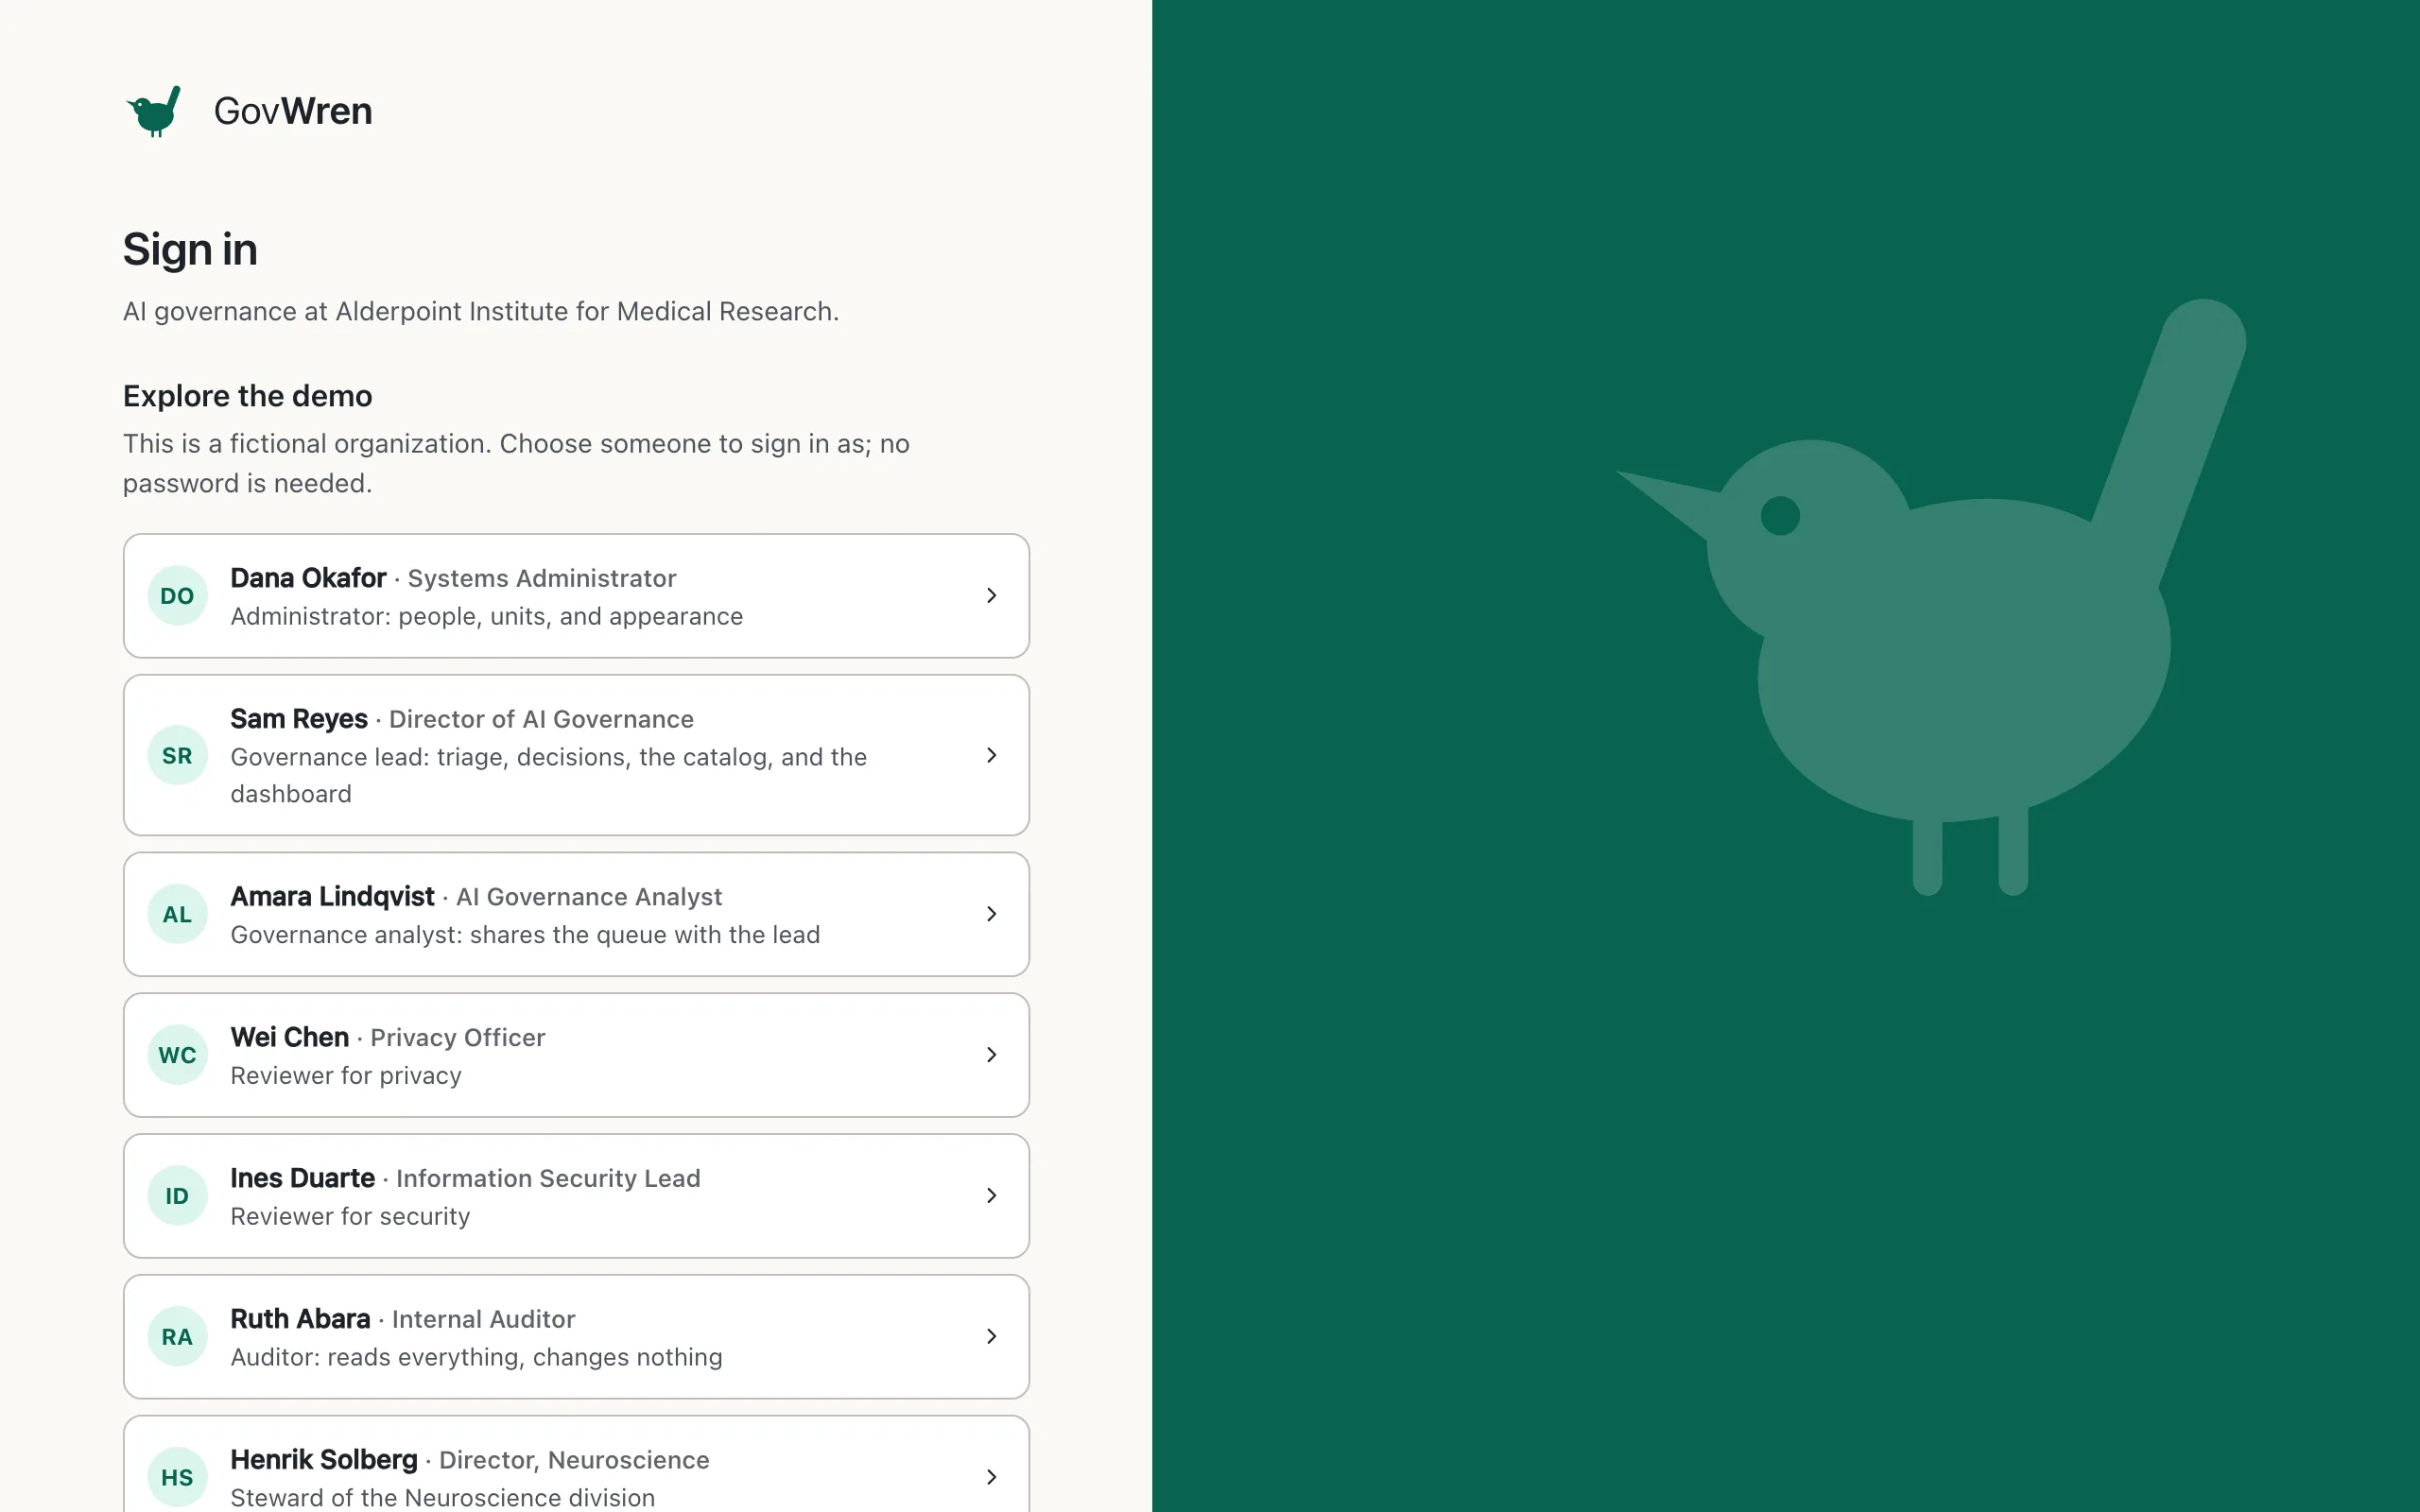 GovWren
Sign in
AI governance at Alderpoint Institute for Medical Research.
Explore the demo
This is a fictional organization. Choose someone to sign in as; no
password is needed.
DO
Dana Okafor · Systems Administrator
Administrator: people, units, and appearance
SR
Sam Reyes · Director of AI Governance
Governance lead: triage, decisions, the catalog, and the
dashboard
AL
Amara Lindqvist · AI Governance Analyst
Governance analyst: shares the queue with the lead
WC
Wei Chen · Privacy Officer
Reviewer for privacy
ID
Ines Duarte · Information Security Lead
Reviewer for security
RA
Ruth Abara · Internal Auditor
Auditor: reads everything, changes nothing
HS
Henrik Solberg · Director, Neuroscience
Steward of the Neuroscience division